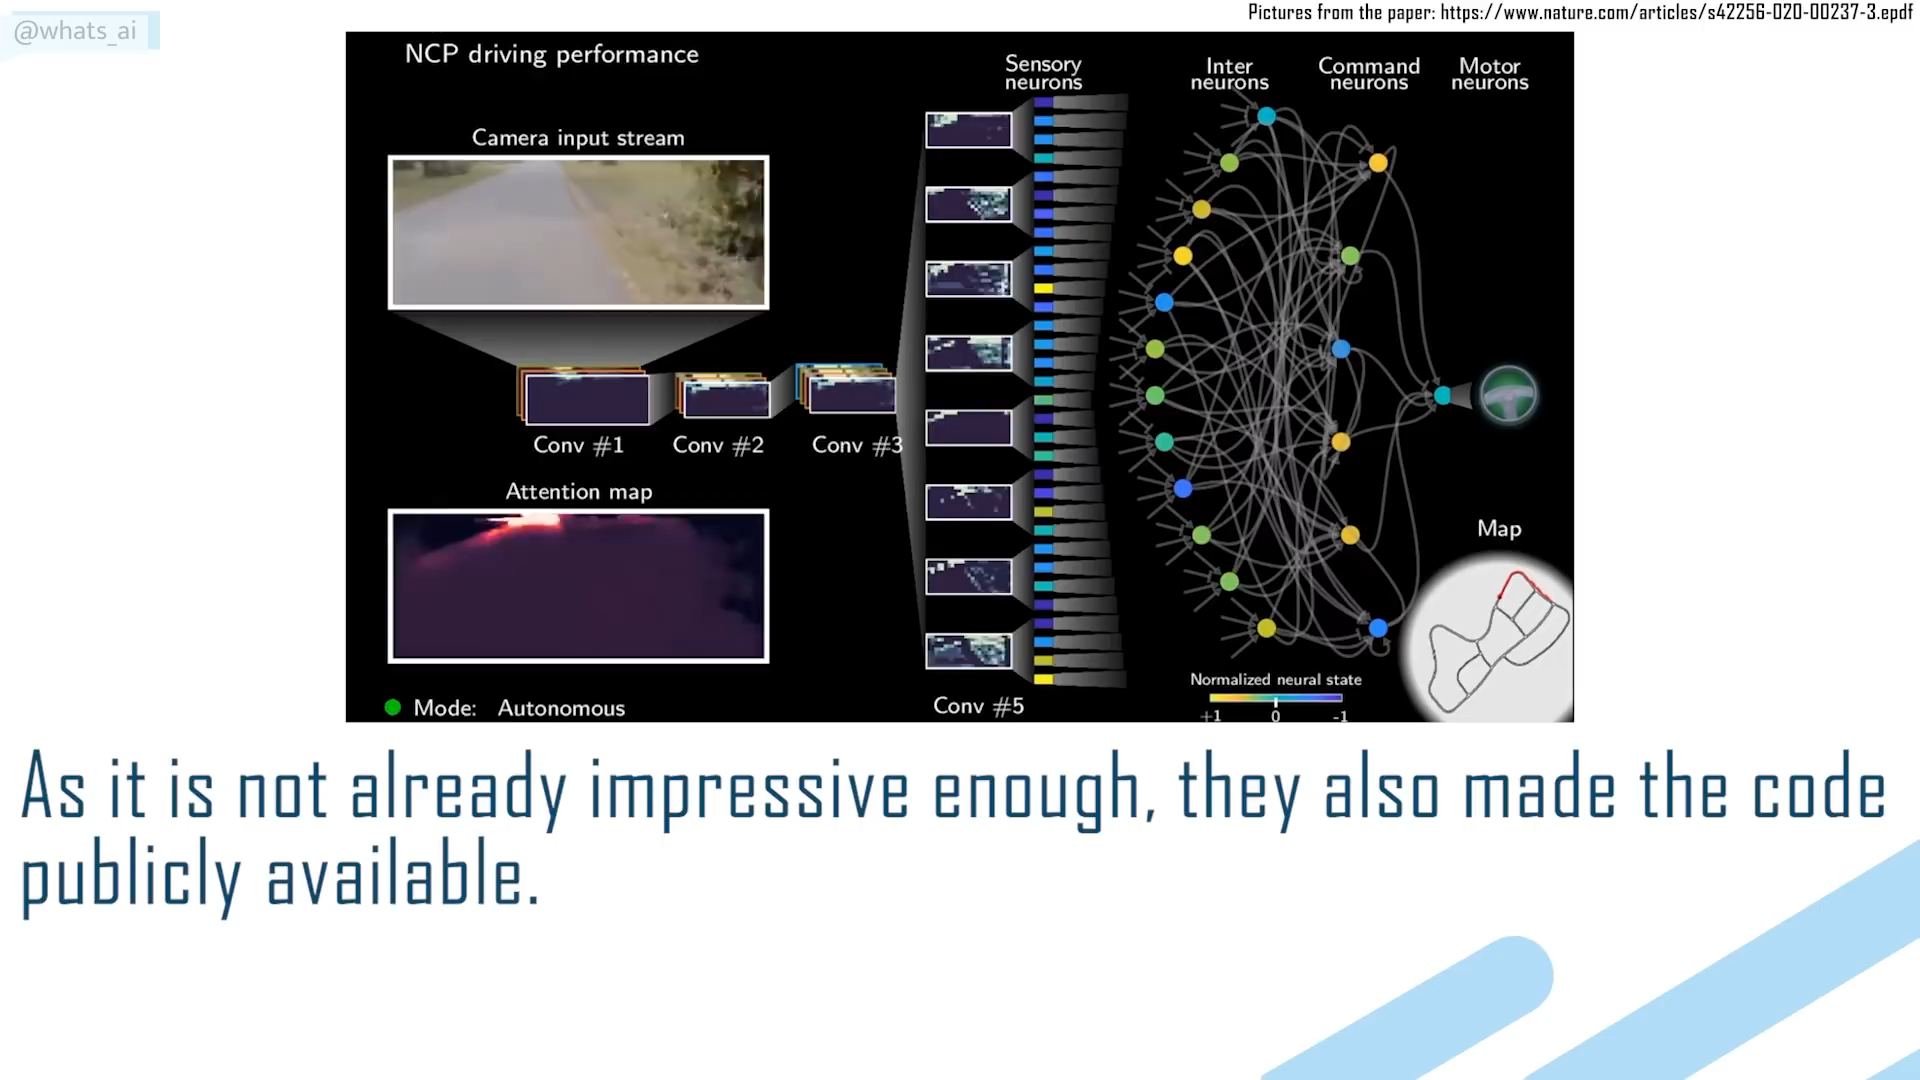 @whats_ai
Pictures from the paper: https://www.nature.com/articles/s42256-020-00237-3.epdf
NCP driving performance
Sensory
neurons
Inter
neurons
Command
neurons
Motor
neurons
Camera input stream
Conv #1
Conv #2
Conv #3
Attention map
Map
Normalized neural state
+1
0
-1
Conv #5
Mode: Autonomous
As it is not already impressive enough, they also made the code
publicly available.